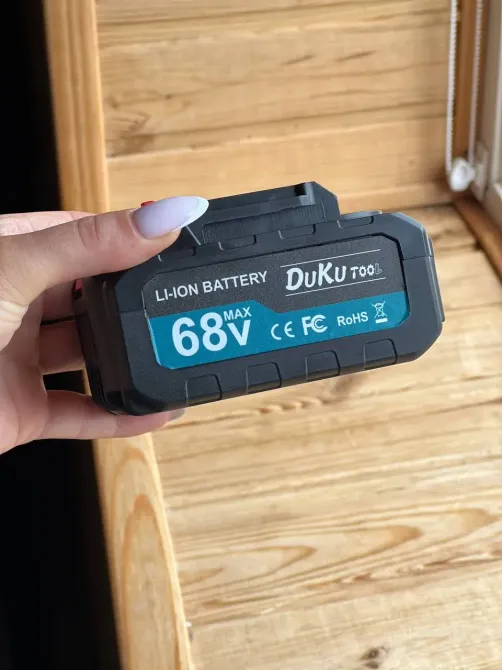 LI-ION BATTERY
DUKU TOOL
68V MAX
CE FC RoHS